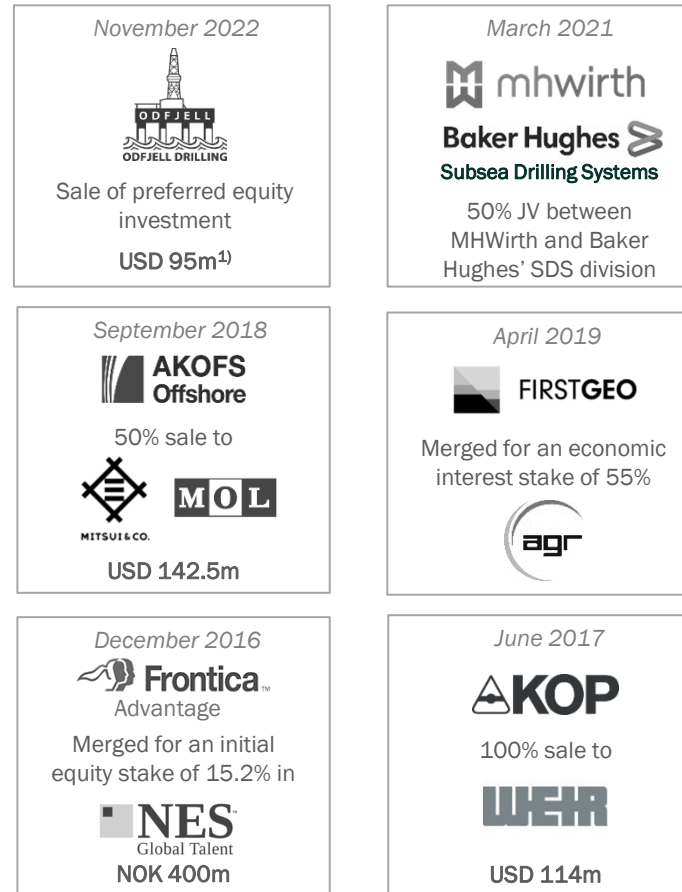 November 2022
ODFJELL
ODFJELL DRILLING
Sale of preferred equity
investment
USD 95m1)
March 2021
mhwirth
Baker Hughes
Subsea Drilling Systems
50% JV between
MHWirth and Baker
Hughes’ SDS division
September 2018
AKOFS
Offshore
50% sale to
MITSUI & CO.
MOL
USD 142.5m
April 2019
FIRSTGEO
Merged for an economic
interest stake of 55%
agr
December 2016
Frontica™
Advantage
Merged for an initial
equity stake of 15.2% in
NES™
Global Talent
NOK 400m
June 2017
AKOP
100% sale to
WEIR
USD 114m